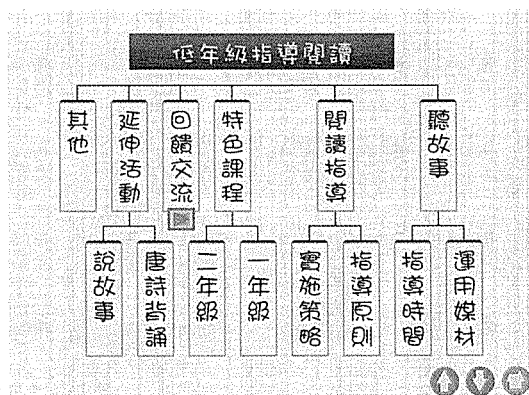 低年級指導閱讀
其他
延伸活動
回饋交流
特色課程
閱讀指導
聽故事
說故事
唐詩背誦
二年級
一年級
實施策略
指導原則
指導時間
運用媒材